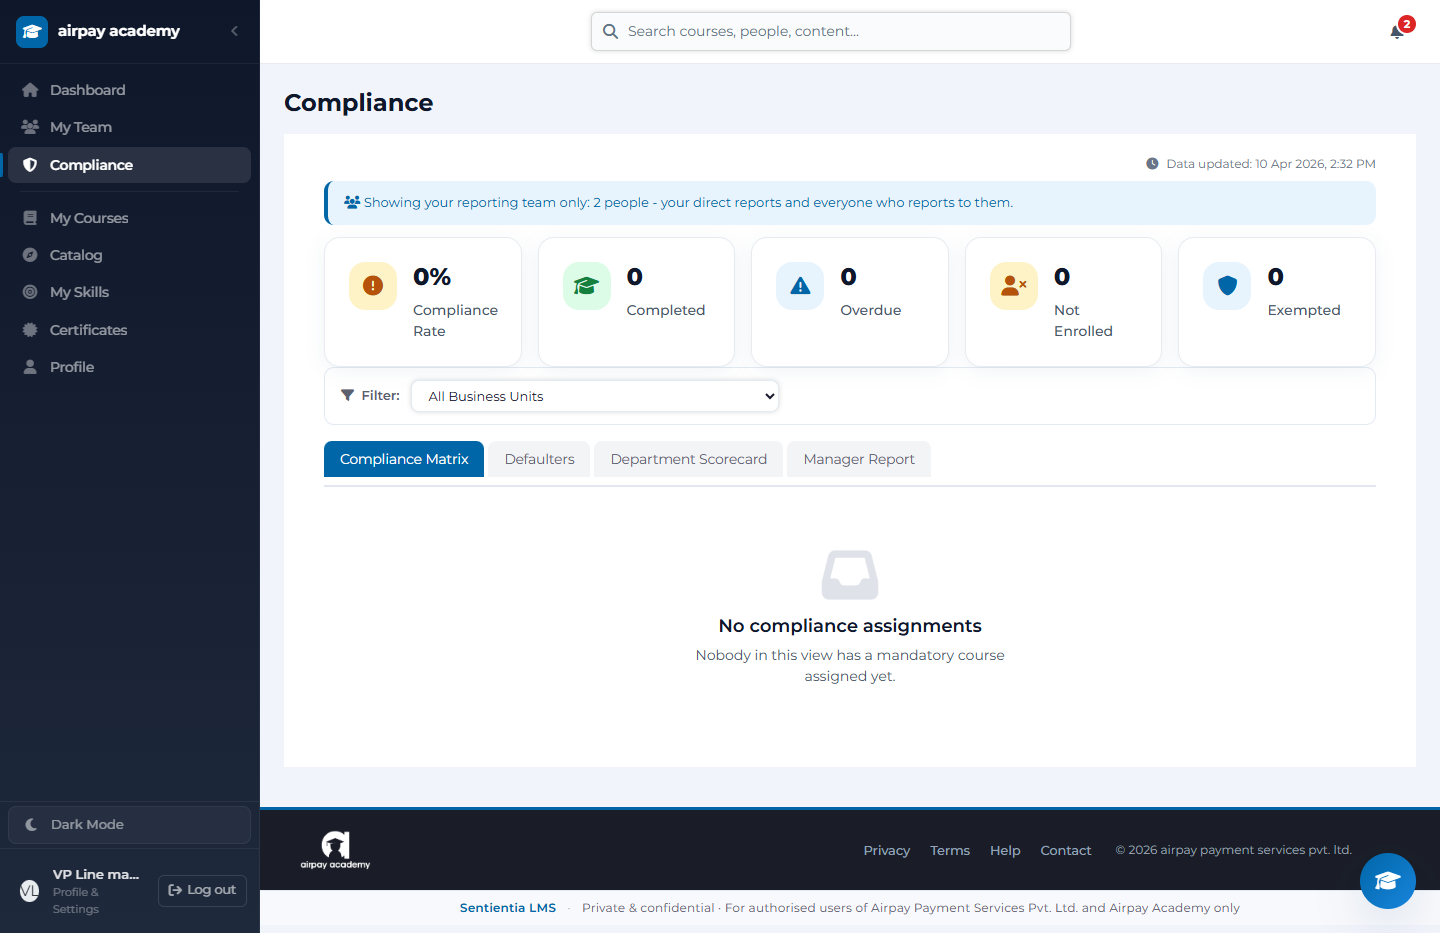 airpay academy
Search courses, people, content...
2
Dashboard
My Team
Compliance
My Courses
Catalog
My Skills
Certificates
Profile
Dark Mode
VL
VP Line ma...
Profile &
Settings
Log out
Compliance
Data updated: 10 Apr 2026, 2:32 PM
Showing your reporting team only: 2 people - your direct reports and everyone who reports to them.
0%
Compliance
Rate
0
Completed
0
Overdue
0
Not
Enrolled
0
Exempted
Filter:
All Business Units
Compliance Matrix
Defaulters
Department Scorecard
Manager Report
No compliance assignments
Nobody in this view has a mandatory course
assigned yet.
airpay academy
Privacy
Terms
Help
Contact
© 2026 airpay payment services pvt. ltd.
Sentientia LMS · Private & confidential · For authorised users of Airpay Payment Services Pvt. Ltd. and Airpay Academy only